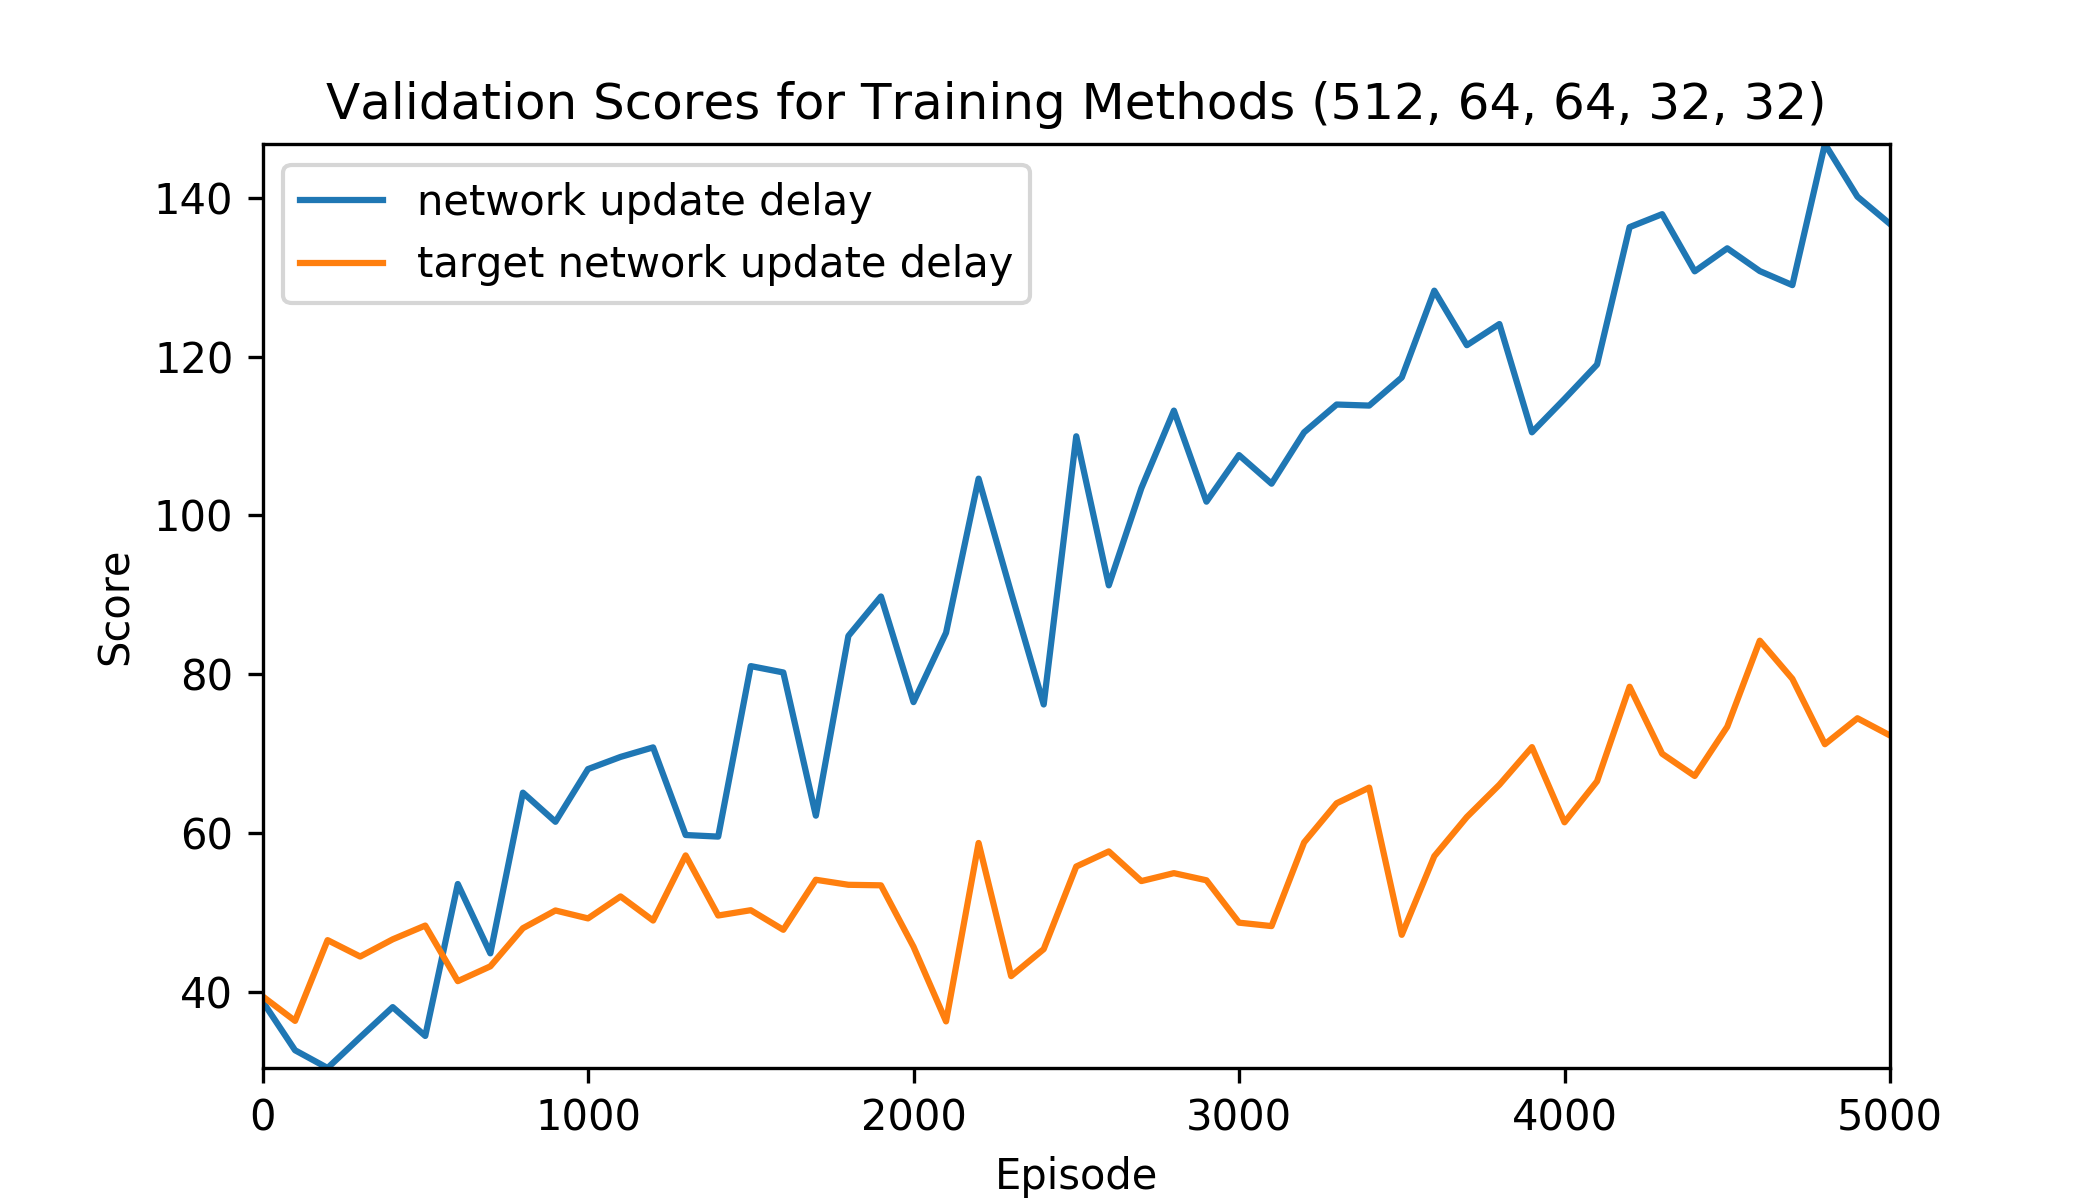 Validation Scores for Training Methods (512, 64, 64, 32, 32)
network update delay
target network update delay
140
120
100
80
60
40
Score
0 1000 2000 3000 4000 5000
Episode